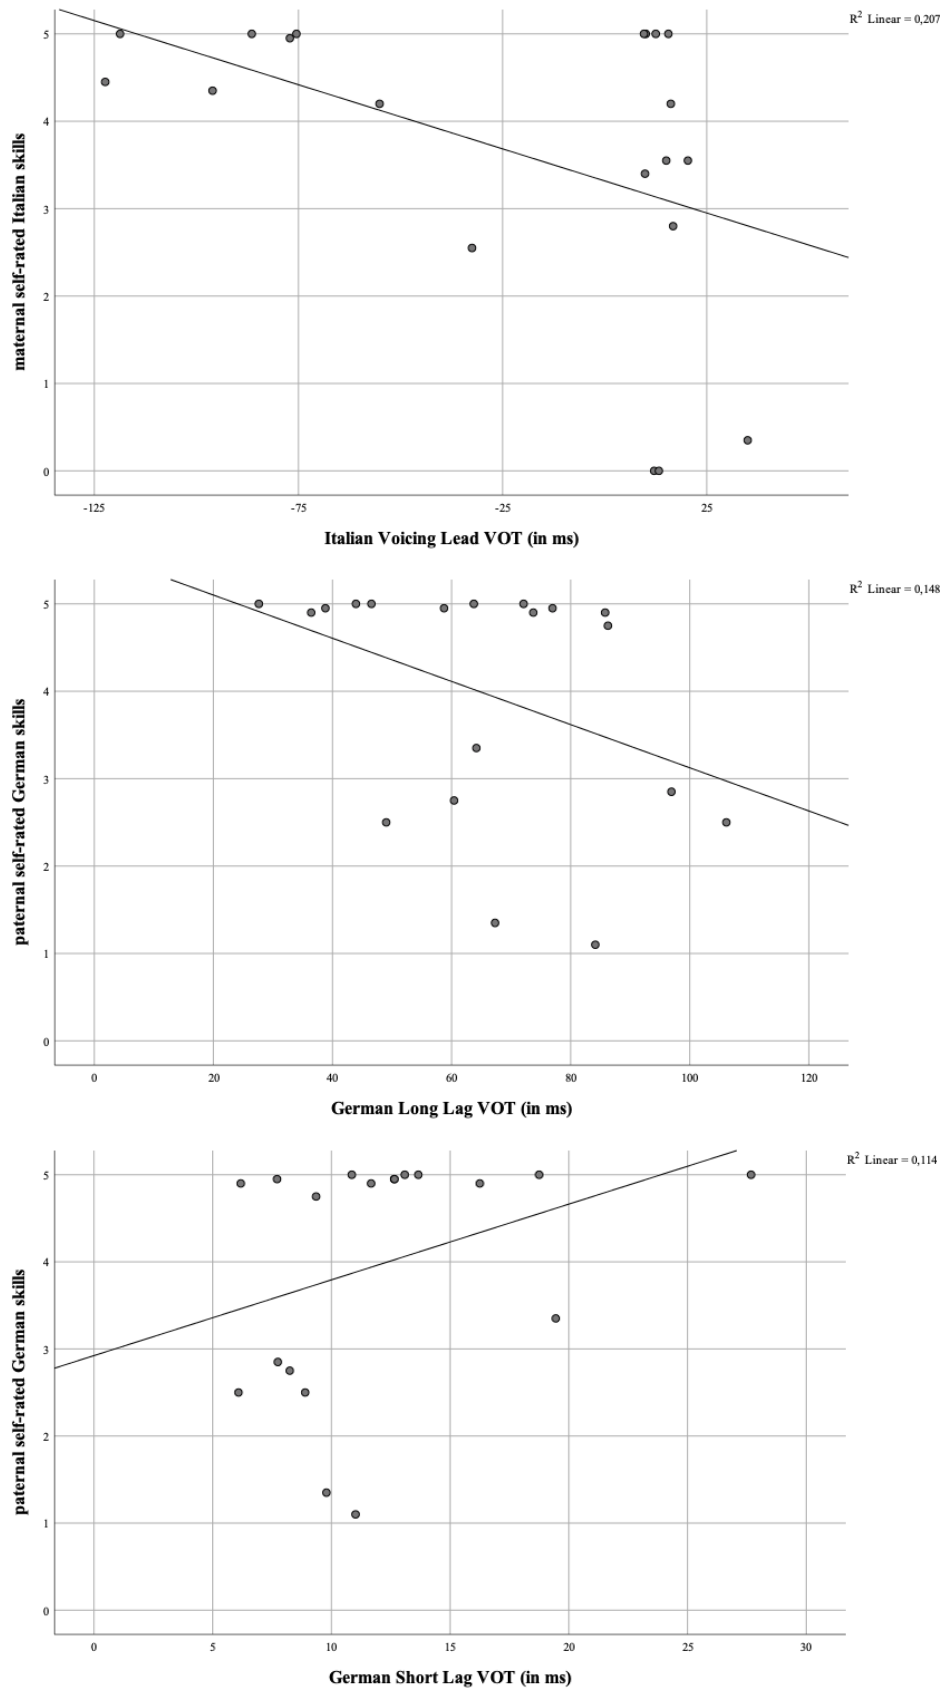 R² Linear = 0,207
maternal self-rated Italian skills
5
4
3
2
1
0
-125 -75 -25 25
Italian Voicing Lead VOT (in ms)
R² Linear = 0,148
paternal self-rated German skills
5
4
3
2
1
0
0 20 40 60 80 100 120
German Long Lag VOT (in ms)
R² Linear = 0,114
paternal self-rated German skills
5
4
3
2
1
0
0 5 10 15 20 25 30
German Short Lag VOT (in ms)